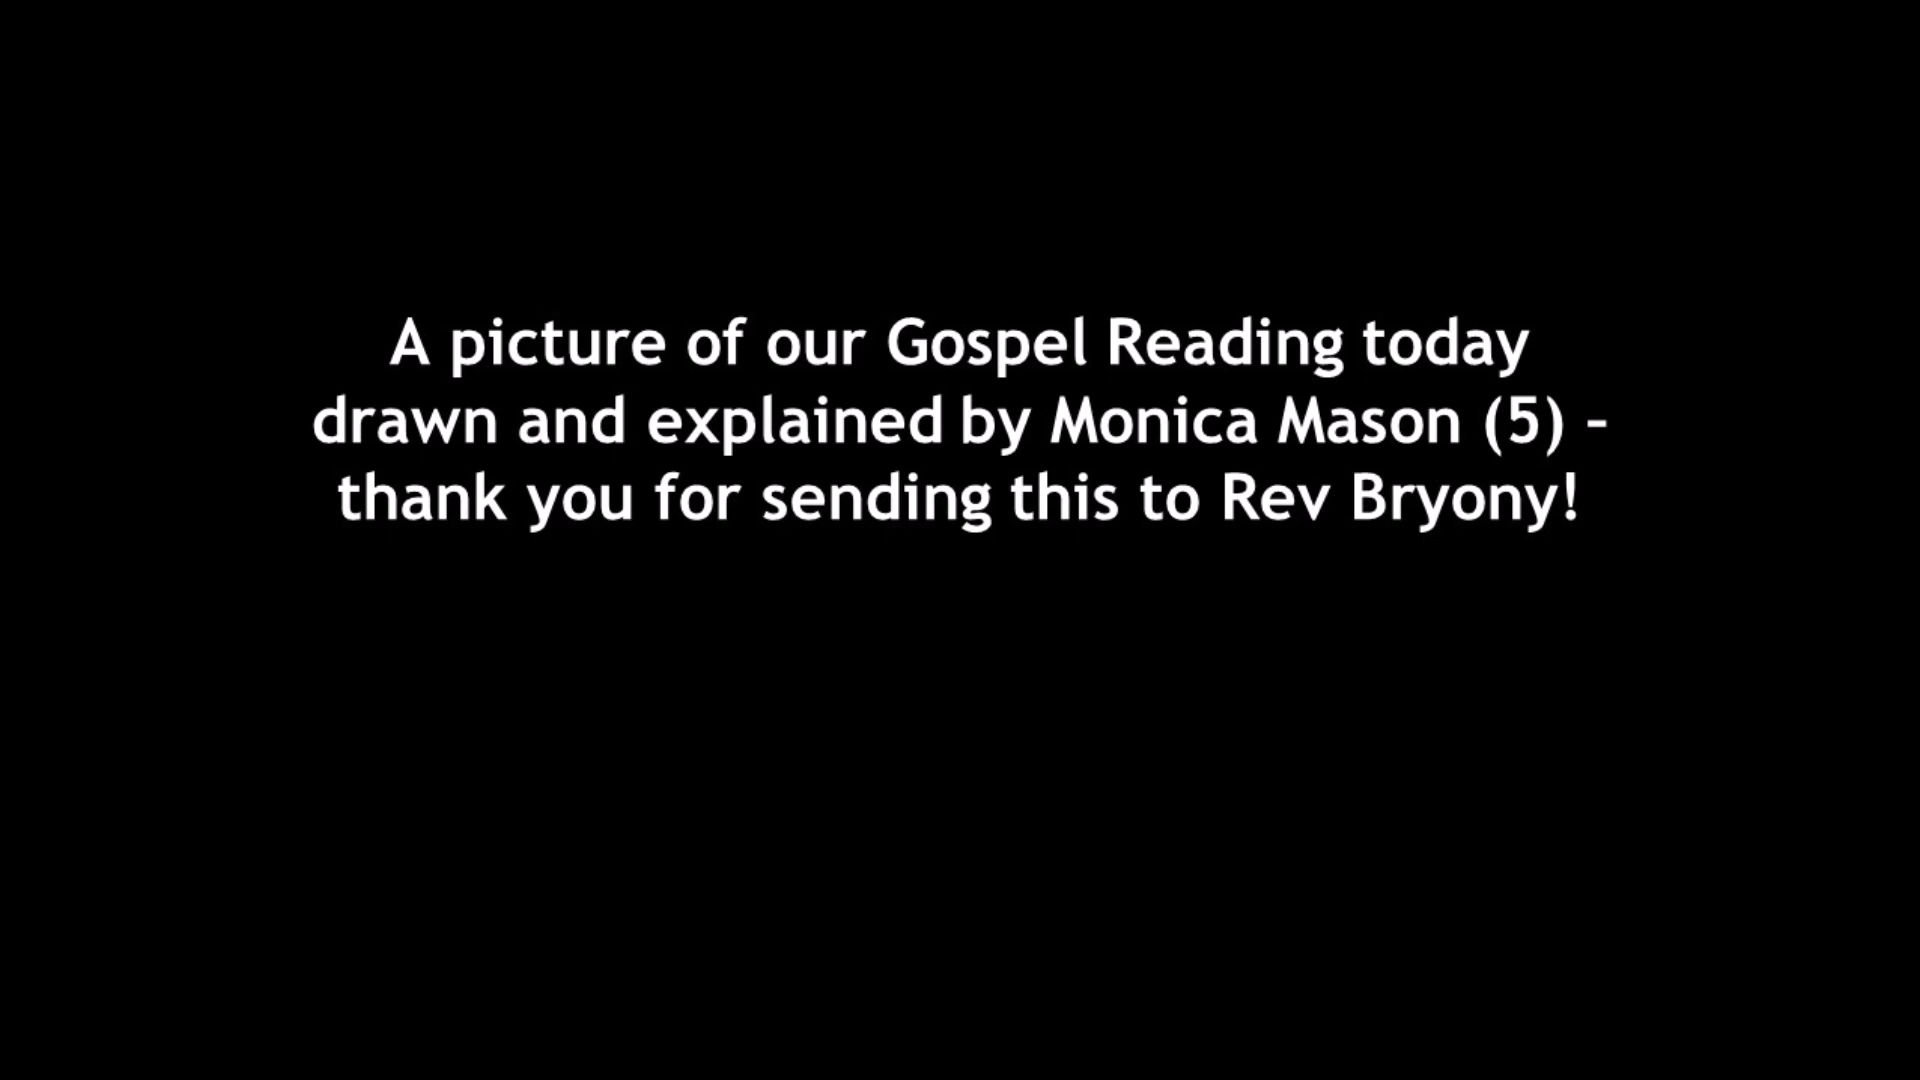 A picture of our Gospel Reading today
drawn and explained by Monica Mason (5) –
thank you for sending this to Rev Bryony!